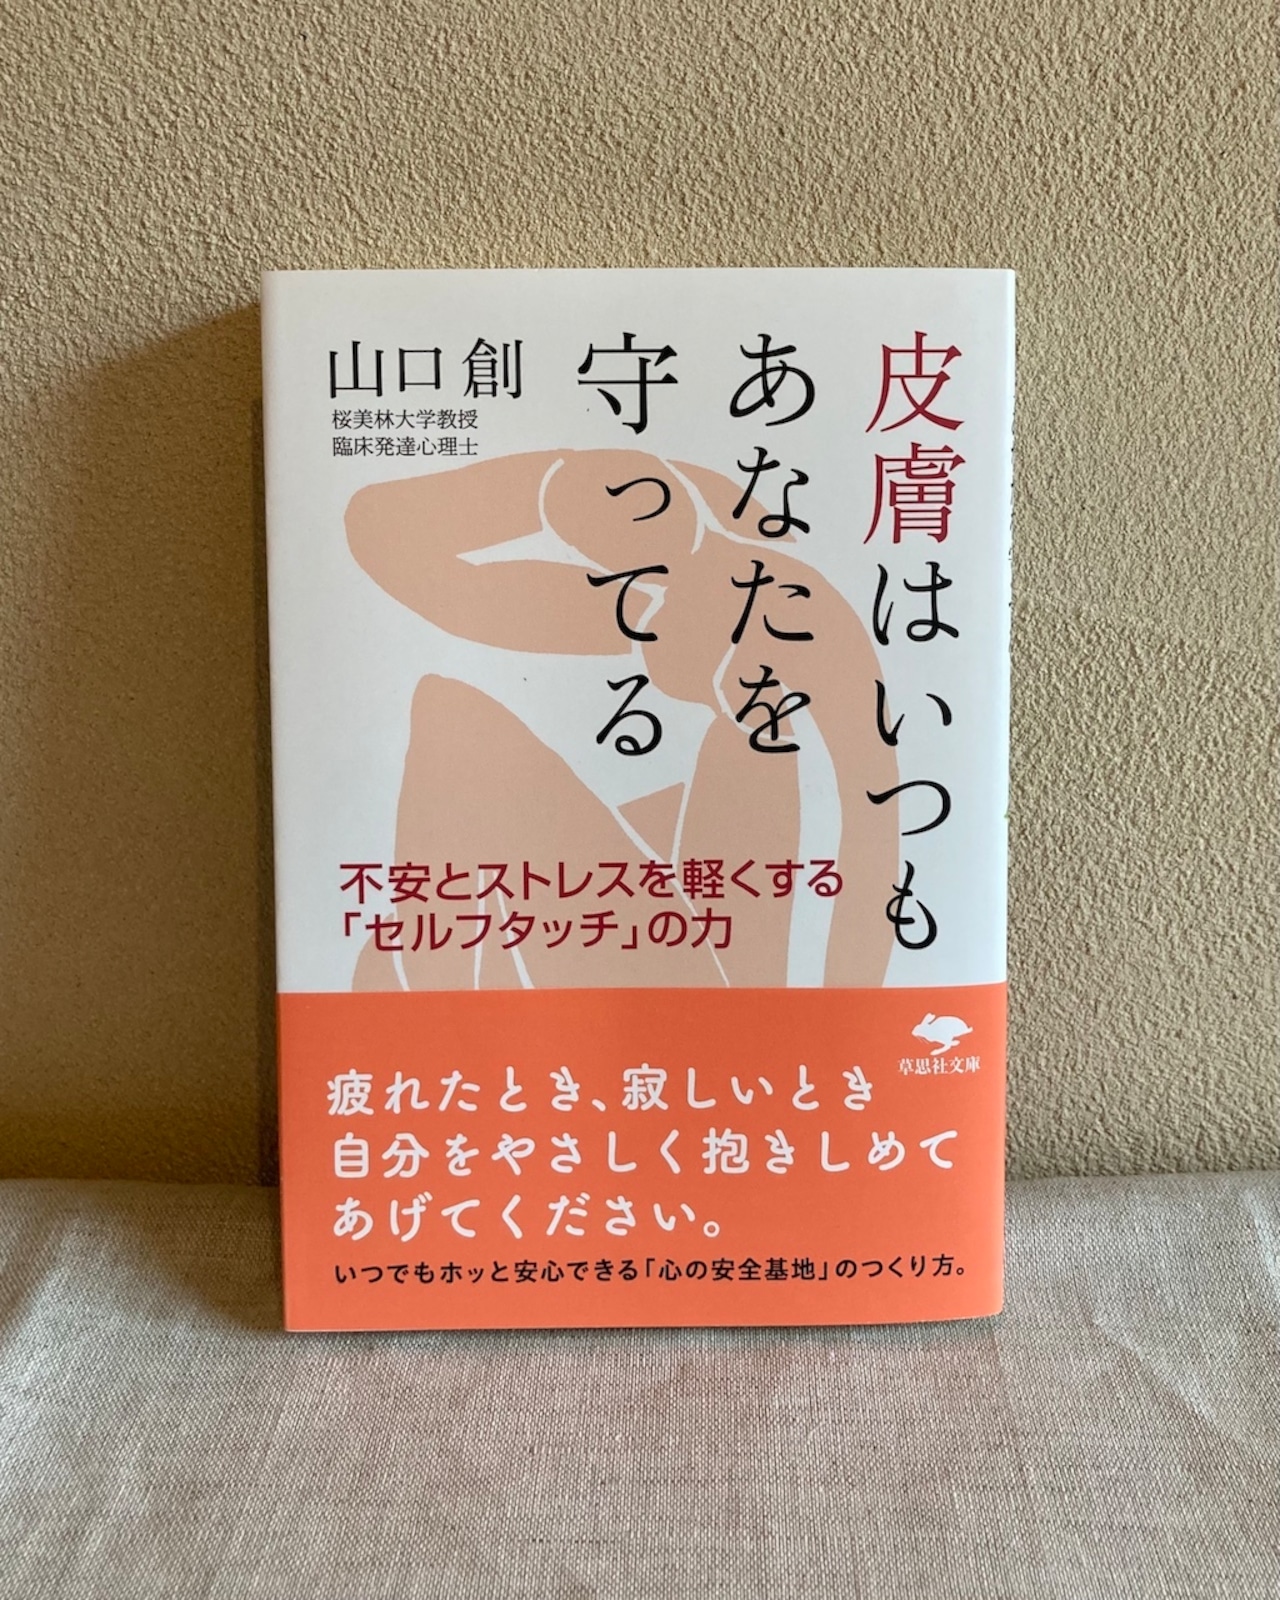 皮膚はいつも
あなたを
守ってる
山口 創
桜美林大学教授
臨床発達心理士
不安とストレスを軽くする
「セルフタッチ」の力
草思社文庫
疲れたとき、寂しいとき
自分をやさしく抱きしめて
あげてください。
いつでもホッと安心できる「心の安全基地」のつくり方。